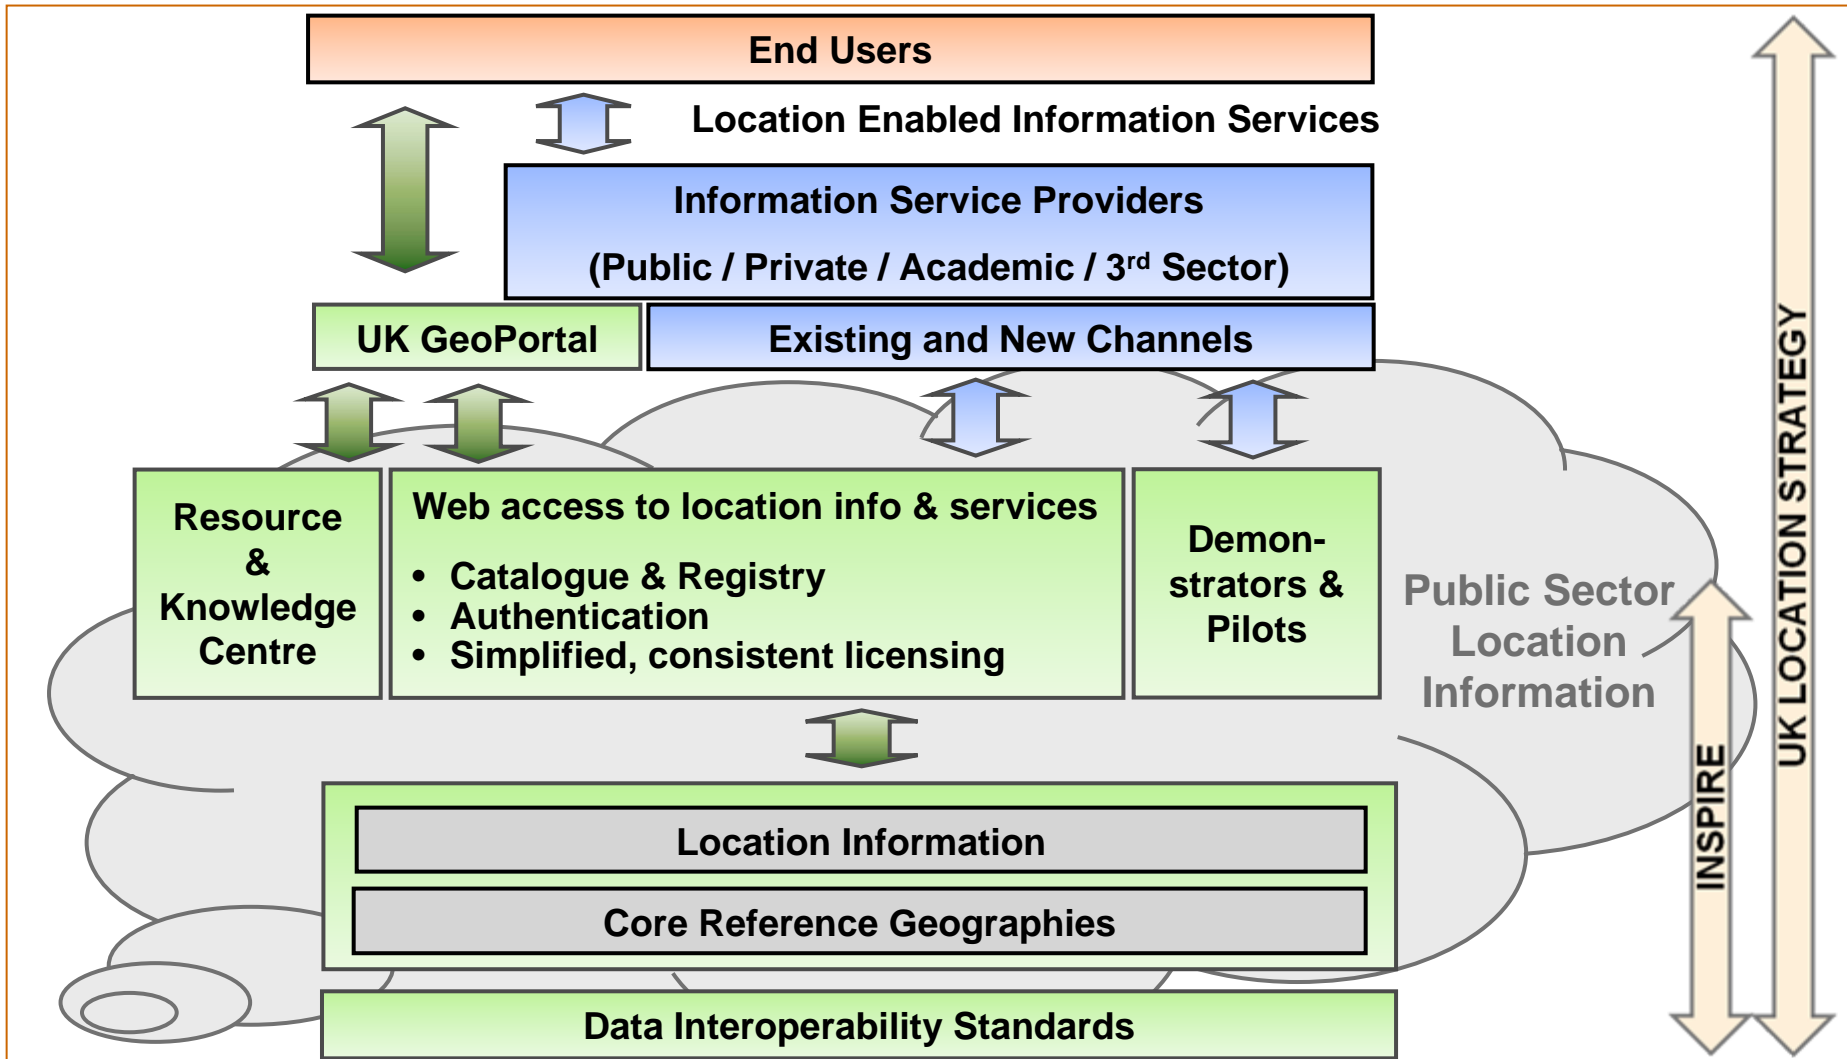 End Users
Location Enabled Information Services
Information Service Providers
(Public / Private / Academic / 3rd Sector)
UK GeoPortal
Existing and New Channels
Resource
&
Knowledge
Centre
Web access to location info & services
• Catalogue & Registry
• Authentication
• Simplified, consistent licensing
Demon-
strators &
Pilots
Public Sector
Location
Information
Location Information
Core Reference Geographies
Data Interoperability Standards
INSPIRE
UK LOCATION STRATEGY